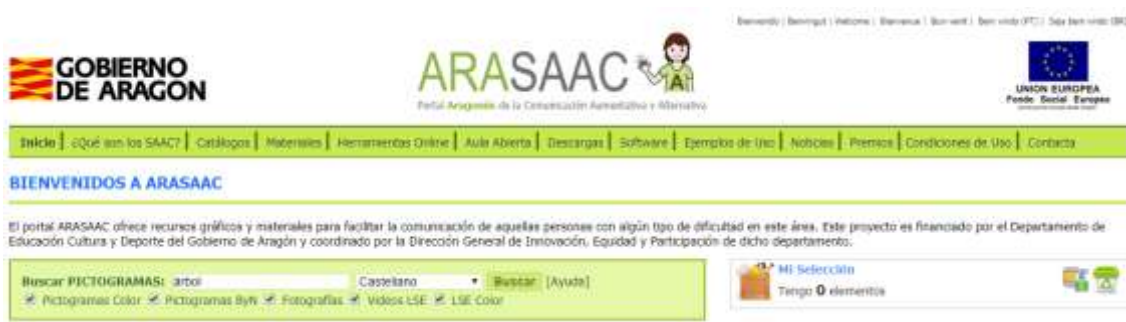 Benvenido | Benvingut | Welcome | Bienvenue | Bun venit | Bem vindo (PT) | Seja bem vindo (BR)
GOBIERNO
DE ARAGON
ARASAAC
A
Portal Aragonés de la Comunicación Aumentativa y Alternativa
UNION EUROPEA
Fondo Social Europeo
Inicio | ¿Qué son los SAAC? | Catálogos | Materiales | Herramientas Online | Aula Abierta | Descargas | Software | Ejemplos de Uso | Noticias | Premios | Condiciones de Uso | Contacta
BIENVENIDOS A ARASAAC
El portal ARASAAC ofrece recursos gráficos y materiales para facilitar la comunicación de aquellas personas con algún tipo de dificultad en este área. Este proyecto es financiado por el Departamento de
Educación Cultura y Deporte del Gobierno de Aragón y coordinado por la Dirección General de Innovación, Equidad y Participación de dicho departamento.
Buscar PICTOGRAMAS: arbol Castellano Buscar [Ayuda]
Pictogramas Color Pictogramas ByN Fotografías Videos LSE LSE Color
Mi Selección
Tengo 0 elementos